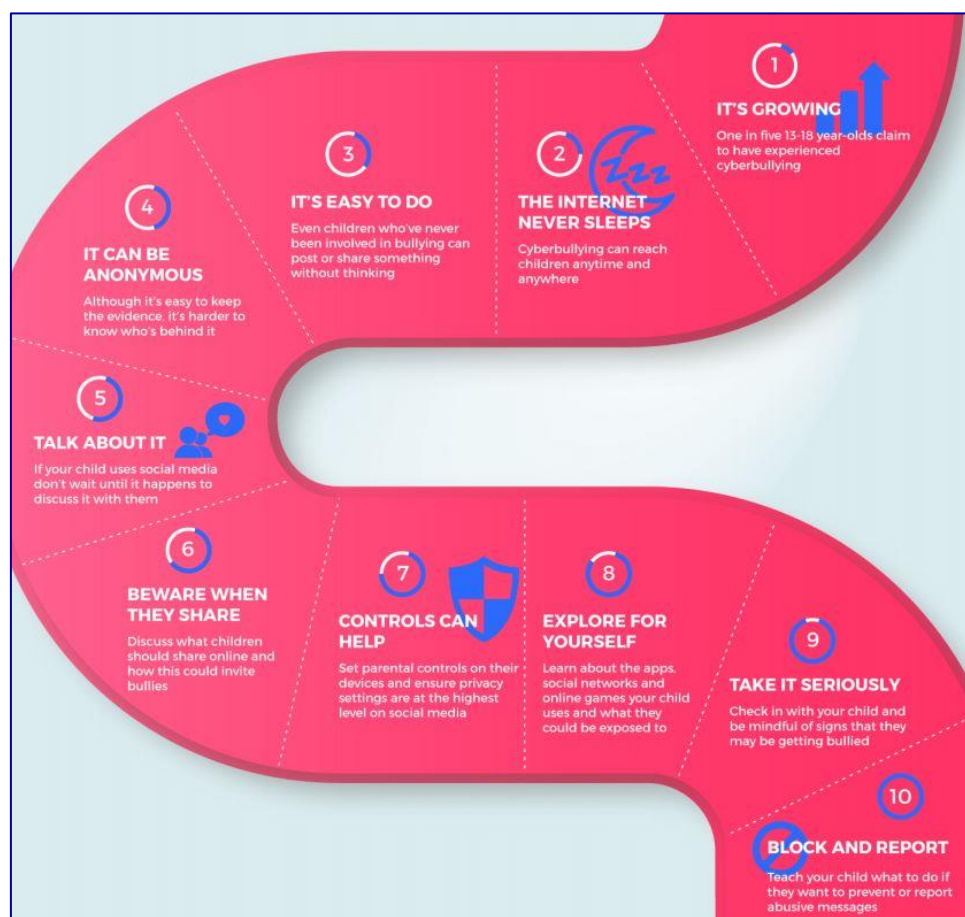 1
IT'S GROWING
One in five 13-18 year-olds claim
to have experienced
cyberbullying
2
zzz
THE INTERNET
NEVER SLEEPS
Cyberbullying can reach
children anytime and
anywhere
3
IT'S EASY TO DO
Even children who've never
been involved in bullying can
post or share something
without thinking
4
IT CAN BE
ANONYMOUS
Although it's easy to keep
the evidence, it's harder to
know who's behind it
5
TALK ABOUT IT
If your child uses social media
don't wait until it happens to
discuss it with them
6
BEWARE WHEN
THEY SHARE
Discuss what children
should share online and
how this could invite
bullies
7
CONTROLS CAN
HELP
Set parental controls on their
devices and ensure privacy
settings are at the highest
level on social media
8
EXPLORE FOR
YOURSELF
Learn about the apps,
social networks and
online games your child
uses and what they
could be exposed to
9
TAKE IT SERIOUSLY
Check in with your child and
be mindful of signs that they
may be getting bullied
10
BLOCK AND REPORT
Teach your child what to do if
they want to prevent or report
abusive messages